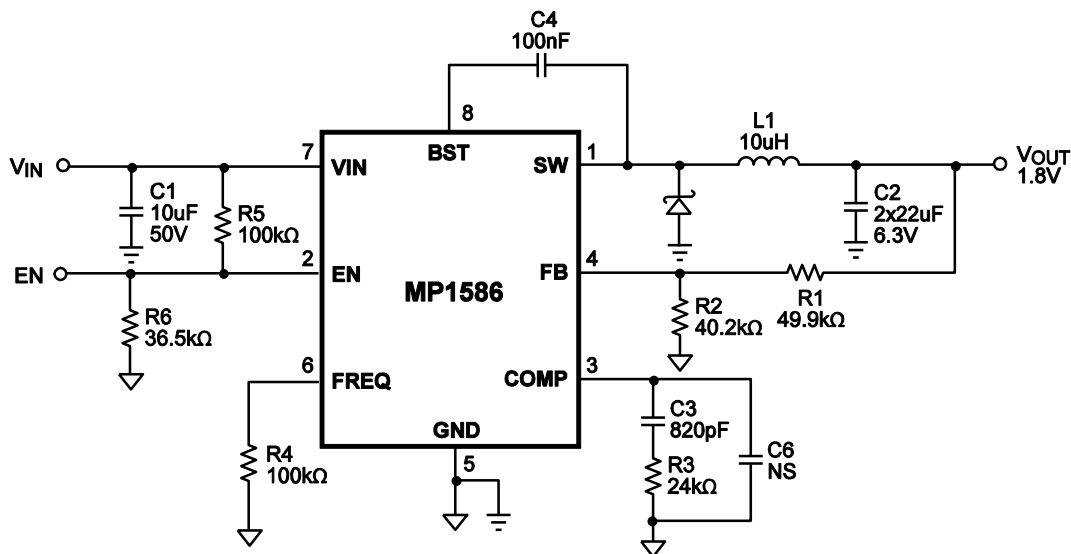 C4
100nF
8
L1
10uH
7
VIN
BST
SW
1
VIN
VOUT
1.8V
C1
10uF
50V
R5
100kΩ
C2
2x22uF
6.3V
2
EN
EN
FB
4
MP1586
R6
36.5kΩ
R2
40.2kΩ
R1
49.9kΩ
6
FREQ
COMP
3
GND
5
R4
100kΩ
C3
820pF
R3
24kΩ
C6
NS